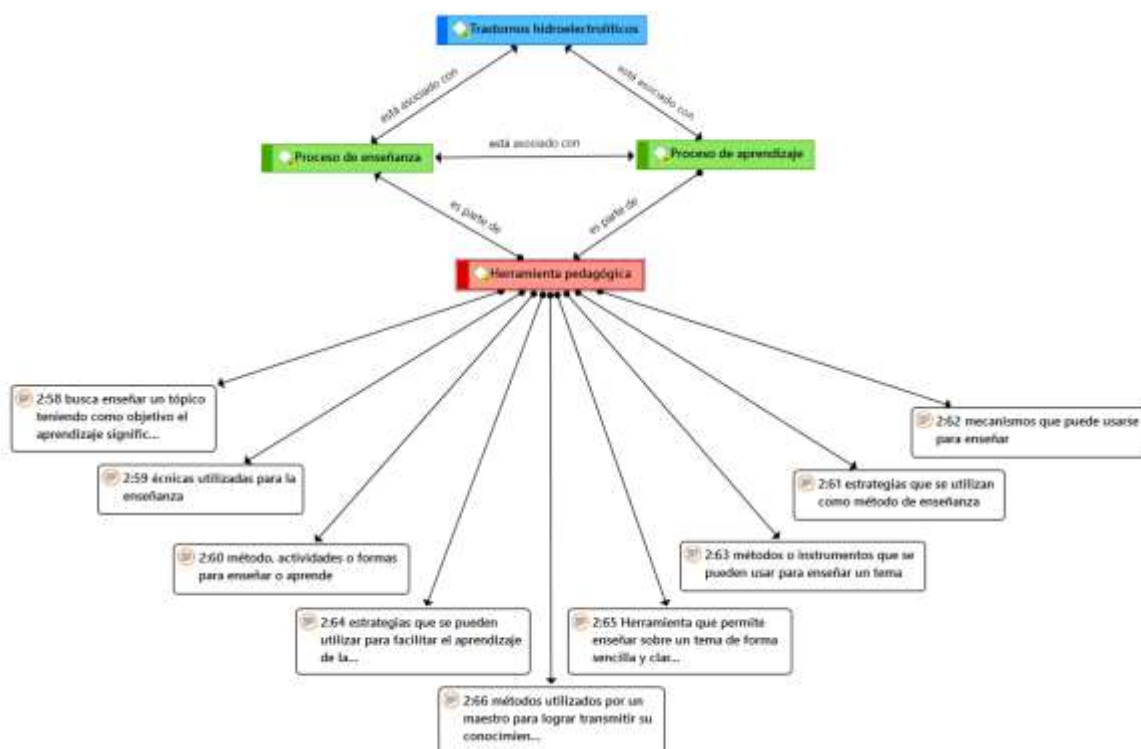 Trastornos hidroelectrolíticos
está asociado con
está asociado con
Proceso de enseñanza
está asociado con
Proceso de aprendizaje
es parte de
es parte de
Herramienta pedagógica
2:58 busca enseñar un tópico
teniendo como objetivo el
aprendizaje signific...
2:62 mecanismos que puede usarse
para enseñar
2:59 écnicas utilizadas para la
enseñanza
2:61 estrategias que se utilizan
como método de enseñanza
2:60 método, actividades o formas
para enseñar o aprende
2:63 métodos o instrumentos que se
pueden usar para enseñar un tema
2:64 estrategias que se pueden
utilizar para facilitar el aprendizaje
de la...
2:65 Herramienta que permite
enseñar sobre un tema de forma
sencilla y clar...
2:66 métodos utilizados por un
maestro para lograr transmitir su
conocimien...